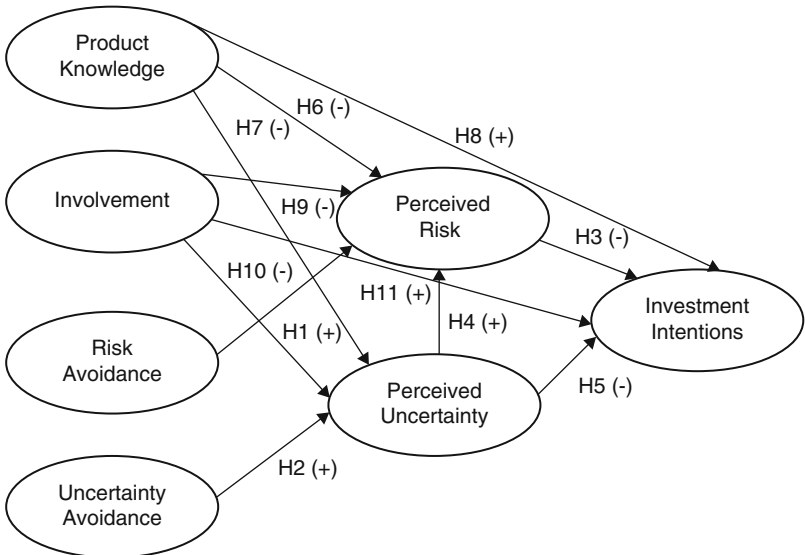 Product
Knowledge
H6 (-)
H7 (-)
H8 (+)
Involvement
H9 (-)
Perceived
Risk
H3 (-)
H10 (-)
H11 (+)
H1 (+)
H4 (+)
Investment
Intentions
Risk
Avoidance
Perceived
Uncertainty
H5 (-)
H2 (+)
Uncertainty
Avoidance